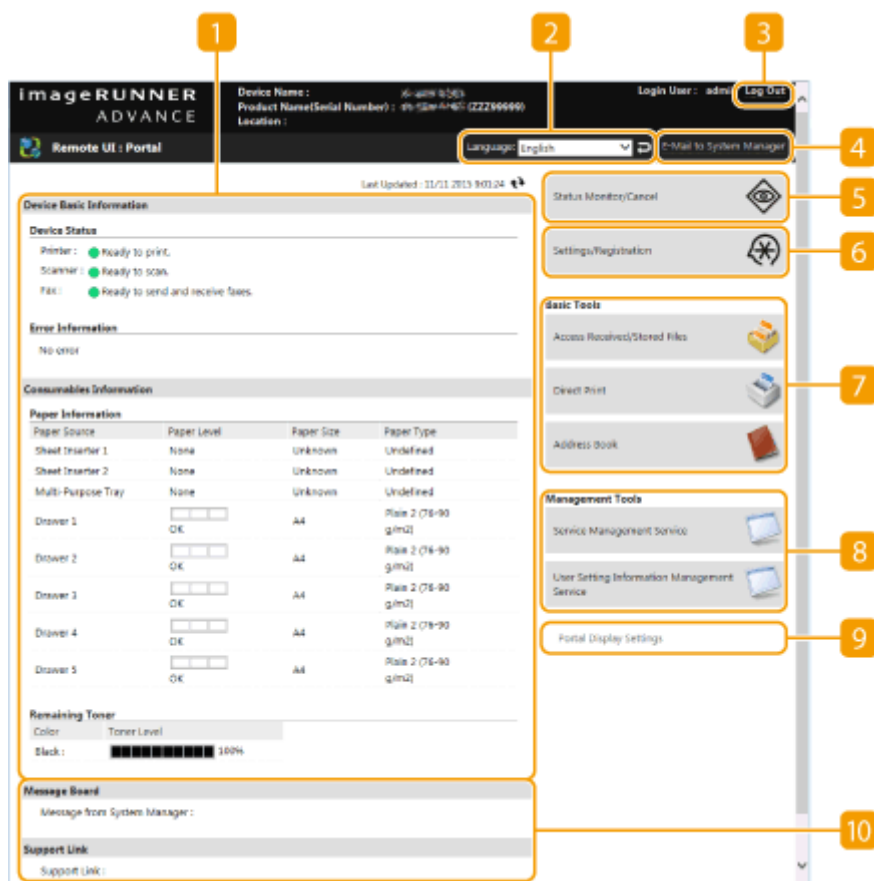 1
2
3
imageRUNNER
ADVANCE
Device Name :
Product Name(Serial Number) : (ZZZ99999)
Location :
Login User : admi
Log Out
Remote UI : Portal
Language: English
E-Mail to System Manager
4
Last Updated : 11/11 2015 9:01:24
Device Basic Information
Device Status
Printer : Ready to print.
Scanner : Ready to scan.
Fax : Ready to send and receive faxes.
Error Information
No error
Consumables Information
Paper Information
Paper Source Paper Level Paper Size Paper Type
Sheet Inserter 1 None Unknown Undefined
Sheet Inserter 2 None Unknown Undefined
Multi-Purpose Tray None Unknown Undefined
Drawer 1 OK A4 Plain 2 (76-90
g/m2)
Drawer 2 OK A4 Plain 2 (76-90
g/m2)
Drawer 3 OK A4 Plain 2 (76-90
g/m2)
Drawer 4 OK A4 Plain 2 (76-90
g/m2)
Drawer 5 OK A4 Plain 2 (76-90
g/m2)
Remaining Toner
Color Toner Level
Black : 100%
Message Board
Message from System Manager :
Support Link
Support Link :
Status Monitor/Cancel
5
Settings/Registration
6
Basic Tools
Access Received/Stored Files
Direct Print
7
Address Book
Management Tools
Service Management Service
8
User Setting Information Management
Service
Portal Display Settings
9
10